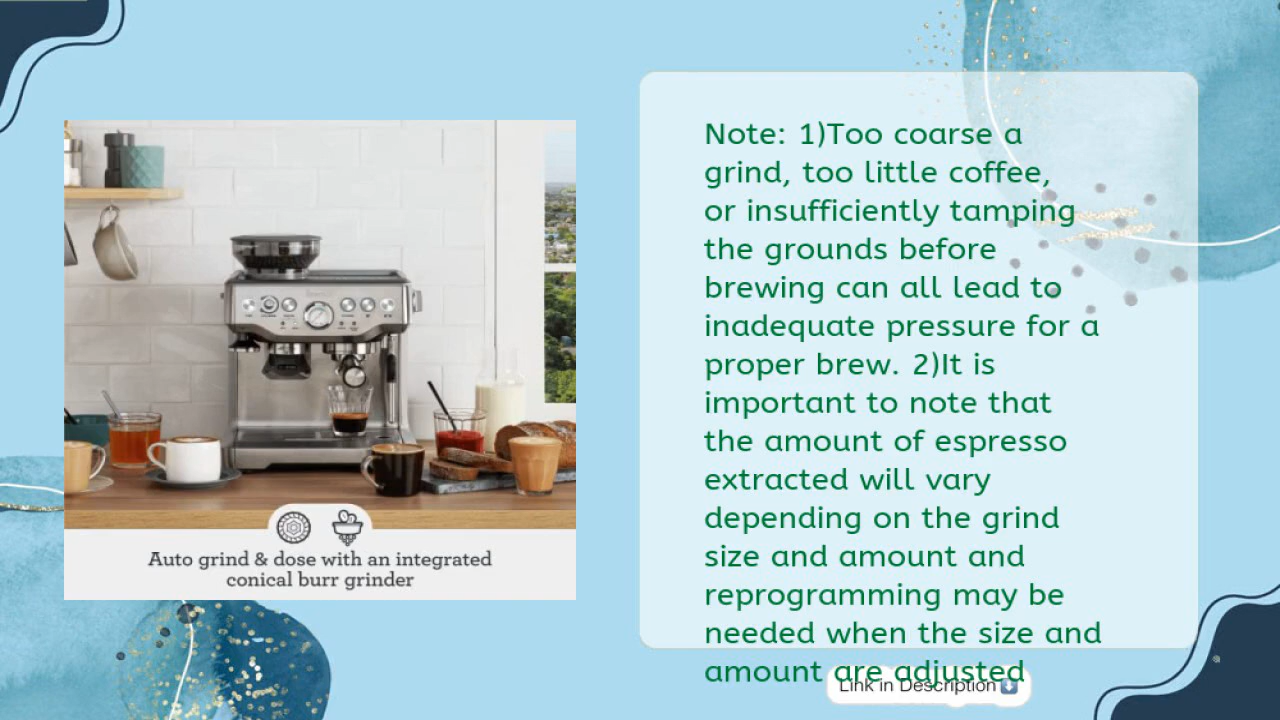 Note: 1)Too coarse a
grind, too little coffee,
or insufficiently tamping
the grounds before
brewing can all lead to
inadequate pressure for a
proper brew. 2)It is
important to note that
the amount of espresso
extracted will vary
depending on the grind
size and amount and
reprogramming may be
needed when the size and
amount are adjusted
Link in Description
Auto grind & dose with an integrated
conical burr grinder